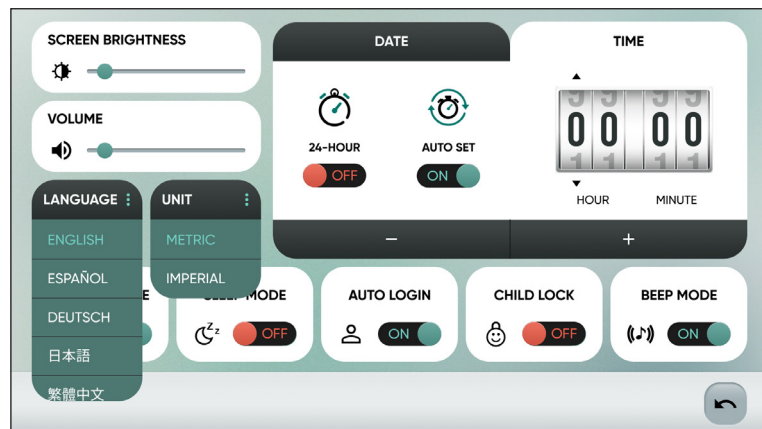 SCREEN BRIGHTNESS
VOLUME
DATE
TIME
24-HOUR
OFF
AUTO SET
ON
00 00
HOUR
MINUTE
−
+
LANGUAGE
ENGLISH
ESPAÑOL
DEUTSCH
日本語
繁體中文
UNIT
METRIC
IMPERIAL
E
MODE
zz
OFF
AUTO LOGIN
ON
CHILD LOCK
OFF
BEEP MODE
ON